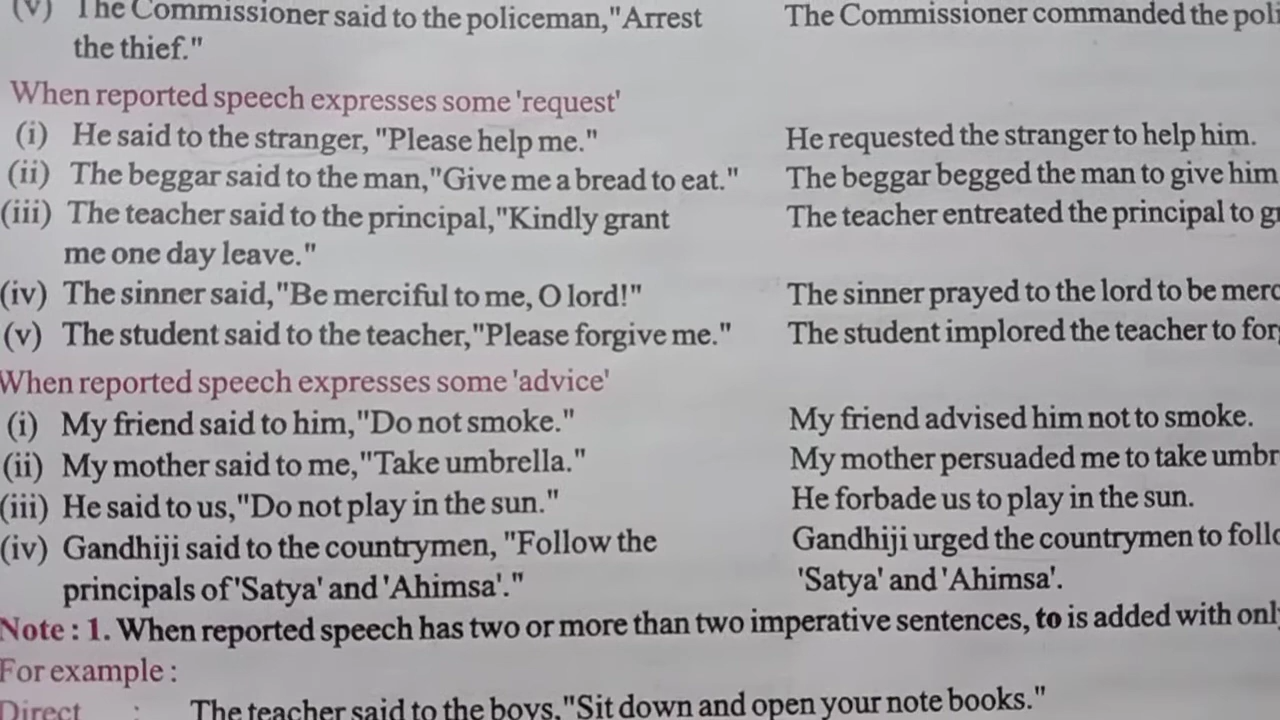 (v) The Commissioner said to the policeman,"Arrest The Commissioner commanded the
the thief."
When reported speech expresses some 'request'
(i) He said to the stranger, "Please help me." He requested the stranger to help him.
(ii) The beggar said to the man,"Give me a bread to eat." The beggar begged the man to give him
(iii) The teacher said to the principal,"Kindly grant The teacher entreated the principal to
me one day leave."
(iv) The sinner said,"Be merciful to me, O lord!" The sinner prayed to the lord to be
(v) The student said to the teacher,"Please forgive me." The student implored the teacher to
When reported speech expresses some 'advice'
(i) My friend said to him,"Do not smoke." My friend advised him not to smoke.
(ii) My mother said to me,"Take umbrella." My mother persuaded me to take
(iii) He said to us,"Do not play in the sun." He forbade us to play in the sun.
(iv) Gandhiji said to the countrymen, "Follow the Gandhiji urged the countrymen to
principals of 'Satya' and 'Ahimsa'." 'Satya' and 'Ahimsa'.
Note : 1. When reported speech has two or more than two imperative sentences, to is added with
For example :
Direct : The teacher said to the boys,"Sit down and open your note books."